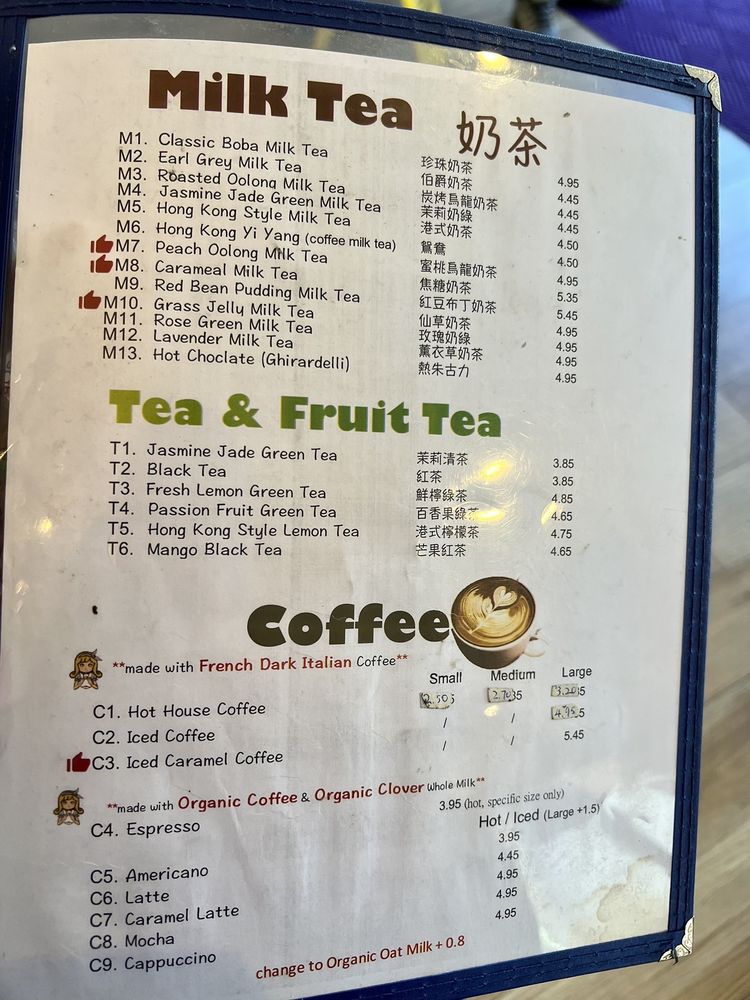 Milk Tea 奶茶
M1. Classic Boba Milk Tea 珍珠奶茶 4.95
M2. Earl Grey Milk Tea 伯爵奶茶 4.45
M3. Roasted Oolong Milk Tea 炭烤烏龍奶茶 4.45
M4. Jasmine Jade Green Milk Tea 茉莉奶綠 4.45
M5. Hong Kong Style Milk Tea 港式奶茶 4.50
M6. Hong Kong Yi Yang (coffee milk tea) 鴛鴦 4.50
M7. Peach Oolong Milk Tea 蜜桃烏龍奶茶 4.95
M8. Carameal Milk Tea 焦糖奶茶 5.35
M9. Red Bean Pudding Milk Tea 紅豆布丁奶茶 5.45
M10. Grass Jelly Milk Tea 仙草奶茶 4.95
M11. Rose Green Milk Tea 玫瑰奶綠 4.95
M12. Lavender Milk Tea 薰衣草奶茶 4.95
M13. Hot Choclate (Ghirardelli) 熱朱古力 4.95
Tea & Fruit Tea
T1. Jasmine Jade Green Tea 茉莉清茶 3.85
T2. Black Tea 紅茶 3.85
T3. Fresh Lemon Green Tea 鮮檸綠茶 4.85
T4. Passion Fruit Green Tea 百香果綠茶 4.65
T5. Hong Kong Style Lemon Tea 港式檸檬茶 4.75
T6. Mango Black Tea 芒果紅茶 4.65
Coffee
**made with French Dark Italian Coffee**
Small Medium Large
C1. Hot House Coffee 2.50 2.70 3.20
C2. Iced Coffee / / 4.95
C3. Iced Caramel Coffee / / 5.45
**made with Organic Coffee & Organic Clover Whole Milk**
C4. Espresso 3.95 (hot, specific size only)
Hot / Iced (Large +1.5)
C5. Americano 3.95
C6. Latte 4.45
C7. Caramel Latte 4.95
C8. Mocha 4.95
C9. Cappuccino 4.95
change to Organic Oat Milk + 0.8